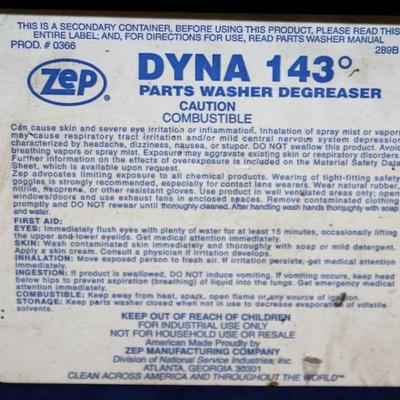 THIS IS A SECONDARY CONTAINER, BEFORE USING THIS PRODUCT, PLEASE READ THIS
ENTIRE LABEL; AND, FOR DIRECTIONS FOR USE, READ PARTS WASHER MANUAL
PROD. # 0366 289B
ZEP
DYNA 143°
PARTS WASHER DEGREASER
CAUTION
COMBUSTIBLE
Can cause skin and severe eye irritation or inflammation. Inhalation of spray mist or vapors
may cause respiratory tract irritation and/or mild central nervous system depression
characterized by headache, dizziness, nausea, or stupor. DO NOT swallow this product. Avoid
breathing vapors or spray mist. Exposure may aggravate existing skin or respiratory disorders.
Further information on the effects of overexposure is included on the Material Safety Data
Sheet, which is available upon request.
Zep advocates limiting exposure to all chemical products. Wearing of tight-fitting safety
goggles is strongly recommended, especially for contact lens wearers. Wear natural rubber,
nitrile, neoprene, or other resistant gloves. Use product in well ventilated areas only; open
windows/doors and use exhaust fans in enclosed spaces. Remove contaminated clothing
promptly and DO NOT rewear until thoroughly cleaned. After handling wash hands thoroughly with soap
and water.
FIRST AID:
EYES: Immediately flush eyes with plenty of water for at least 15 minutes, occasionally lifting
the upper and lower eyelids. Get medical attention immediately.
SKIN: Wash contaminated skin immediately and thoroughly with soap or mild detergent.
Apply a skin cream. Consult a physician if irritation develops.
INHALATION: Move exposed person to fresh air. If irritation persists; get medical attention
immediately.
INGESTION: If product is swallowed, DO NOT induce vomiting. If vomiting occurs, keep head
below hips to prevent aspiration (breathing) of liquid into the lungs. Get emergency medical
attention immediately.
COMBUSTIBLE: Keep away from heat, spark, open flame or any source of ignition.
STORAGE: Keep parts washer closed when not in use to decrease evaporation of volatile
solvents.
KEEP OUT OF REACH OF CHILDREN
FOR INDUSTRIAL USE ONLY
NOT FOR HOUSEHOLD USE OR RESALE
American Made Proudly by
ZEP MANUFACTURING COMPANY
Division of National Service Industries, Inc.
ATLANTA, GEORGIA 30301
CLEAN ACROSS AMERICA AND THROUGHOUT THE WORLD™